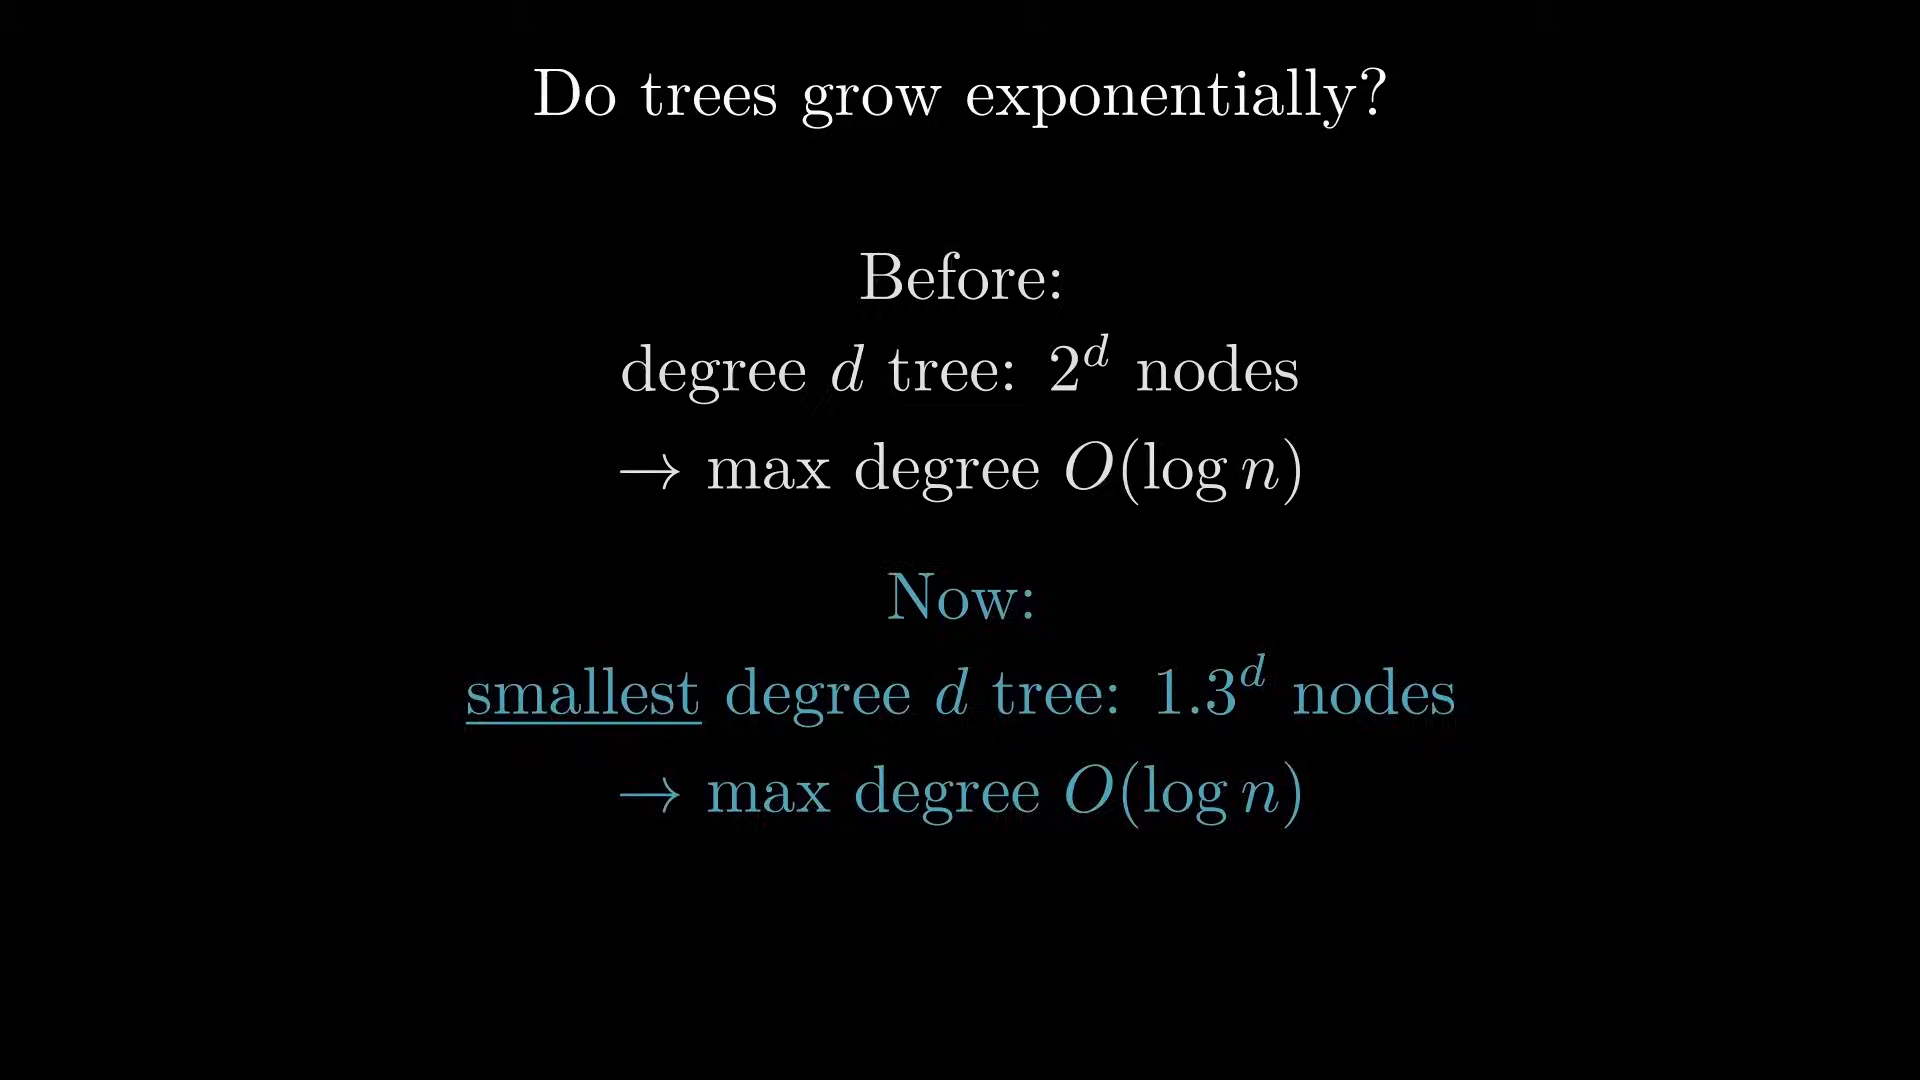 Do trees grow exponentially?
Before:
degree d tree: 2^d nodes
→ max degree O(log n)
Now:
smallest degree d tree: 1.3^d nodes
→ max degree O(log n)